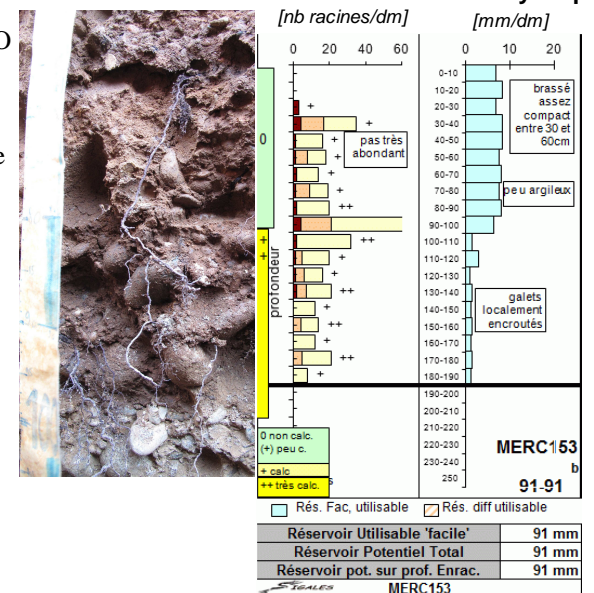 [nb racines/dm] [mm/dm]
0 20 40 60 0 10 20
0-10
10-20
20-30
30-40
40-50
50-60
60-70
70-80
80-90
90-100
100-110
110-120
120-130
130-140
140-150
150-160
160-170
170-180
180-190
190-200
200-210
210-220
220-230
230-240
250
brassé
assez
compact
entre 30 et
60cm
peu argileux
galets
localement
encroutés
pas très
abondant
+
+
+
+
+
+
++
++
+
+
++
+
++
+
++
+
0
+
+
profondeur
0 non calc.
(+) peu c.
+ calc
++ très calc.
MERC153
b
91-91
Rés. Fac, utilisable Rés. diff utilisable
Réservoir Utilisable 'facile' 91 mm
Réservoir Potentiel Total 91 mm
Réservoir pot. sur prof. Enrac. 91 mm
SIGALES MERC153